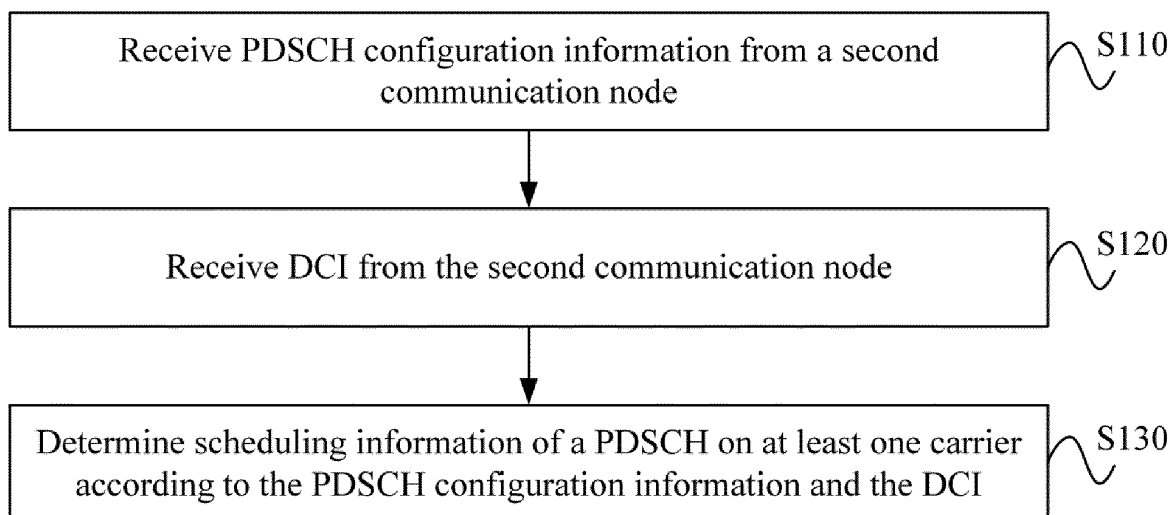 Receive PDSCH configuration information from a second
communication node
S110
Receive DCI from the second communication node
S120
Determine scheduling information of a PDSCH on at least one carrier
according to the PDSCH configuration information and the DCI
S130